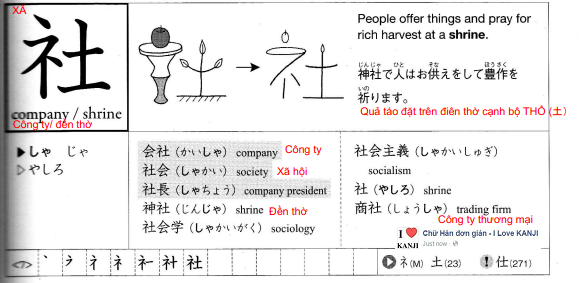 XÃ
社
company / shrine
Công ty/ đền thờ
People offer things and pray for
rich harvest at a shrine.
じんじゃ ひと そな ほうさく
神社で人はお供えをして豊作を
いの
祈ります。
Quả táo đặt trên điên thờ cạnh bộ THỔ (土)
ネ土
▶しゃ じゃ
▷やしろ
会社（かいしゃ）company Công ty
社会（しゃかい）society Xã hội
社長（しゃちょう）company president
神社（じんじゃ）shrine Đền thờ
社会学（しゃかいがく）sociology
社会主義（しゃかいしゅぎ）
socialism
社（やしろ）shrine
商社（しょうしゃ）trading firm
Công ty thương mại
I ❤ KANJI
Chữ Hán đơn giản - I Love KANJI
Just now
7 丶 ラ ネ ネ ネー 社 社
ネ(M) 土(23) 仕(271)